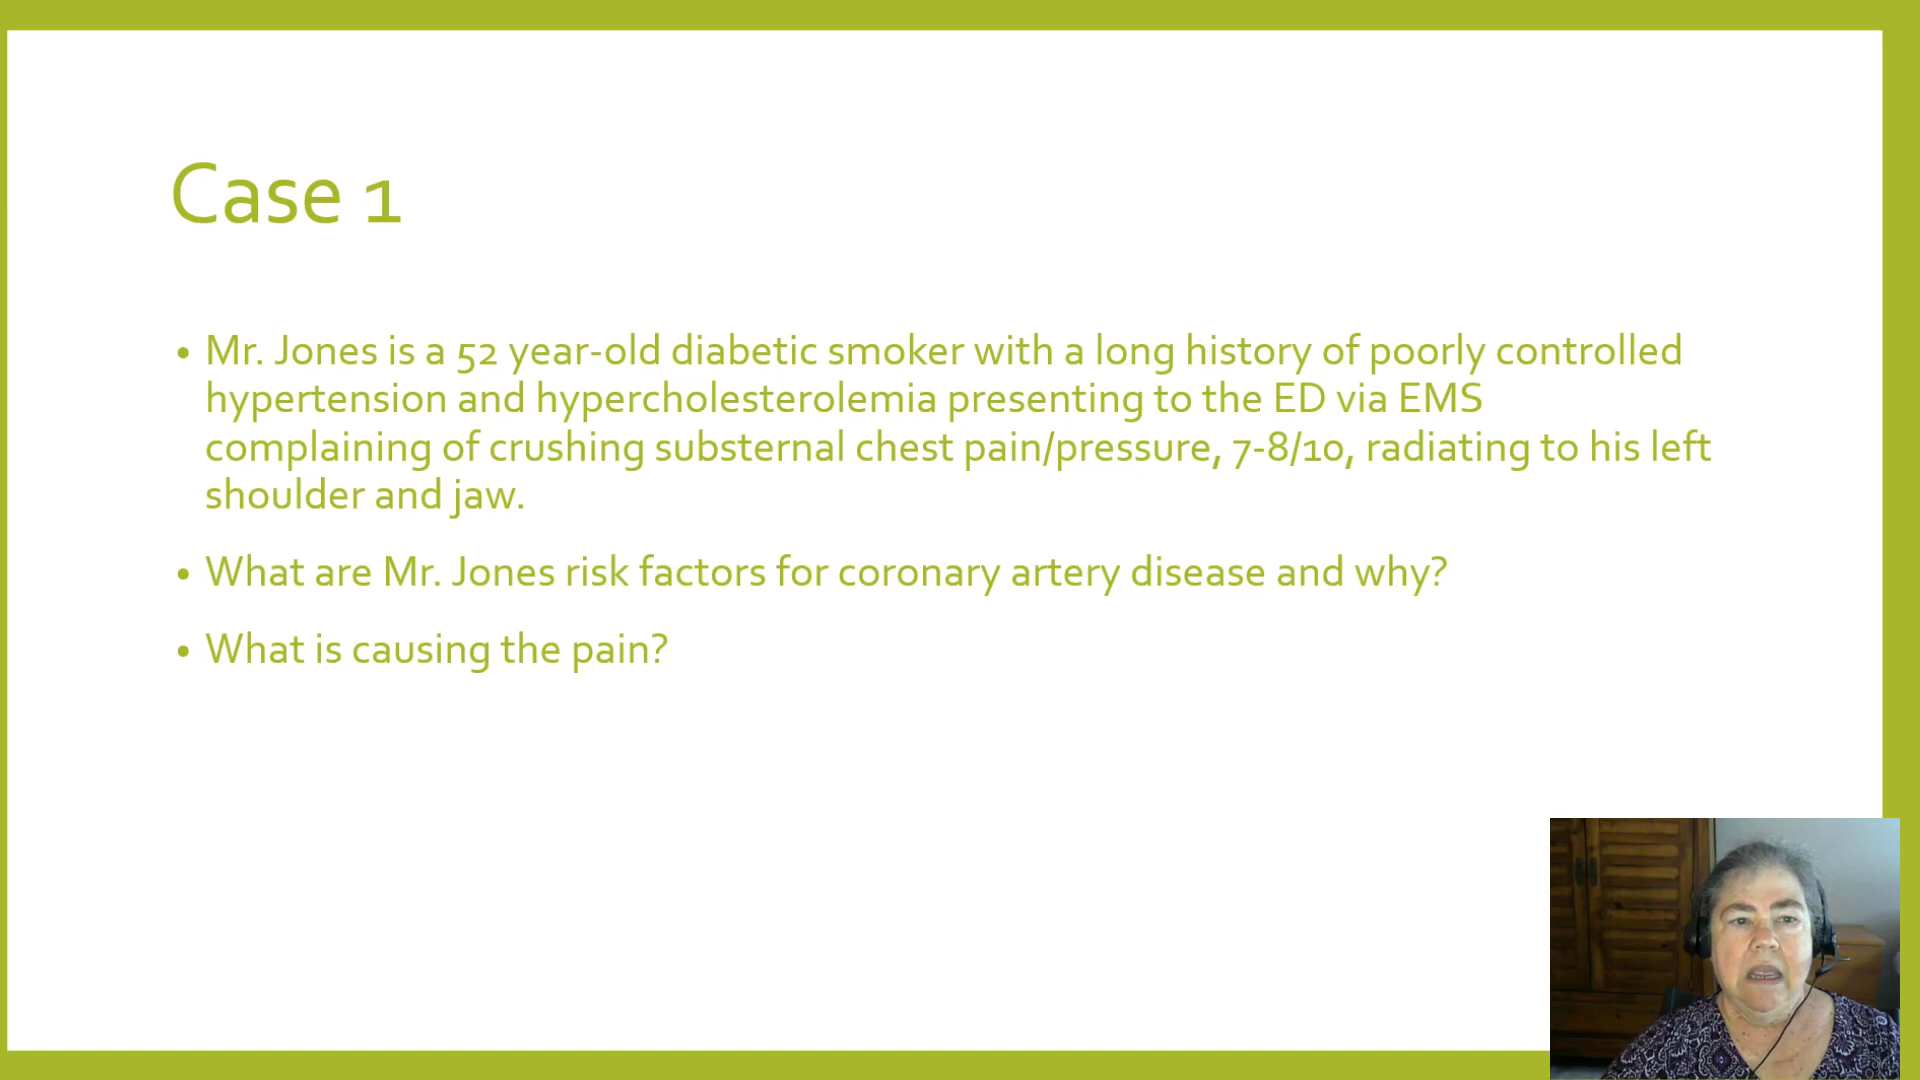 Case 1
• Mr. Jones is a 52 year-old diabetic smoker with a long history of poorly controlled
hypertension and hypercholesterolemia presenting to the ED via EMS
complaining of crushing substernal chest pain/pressure, 7-8/10, radiating to his left
shoulder and jaw.
• What are Mr. Jones risk factors for coronary artery disease and why?
• What is causing the pain?